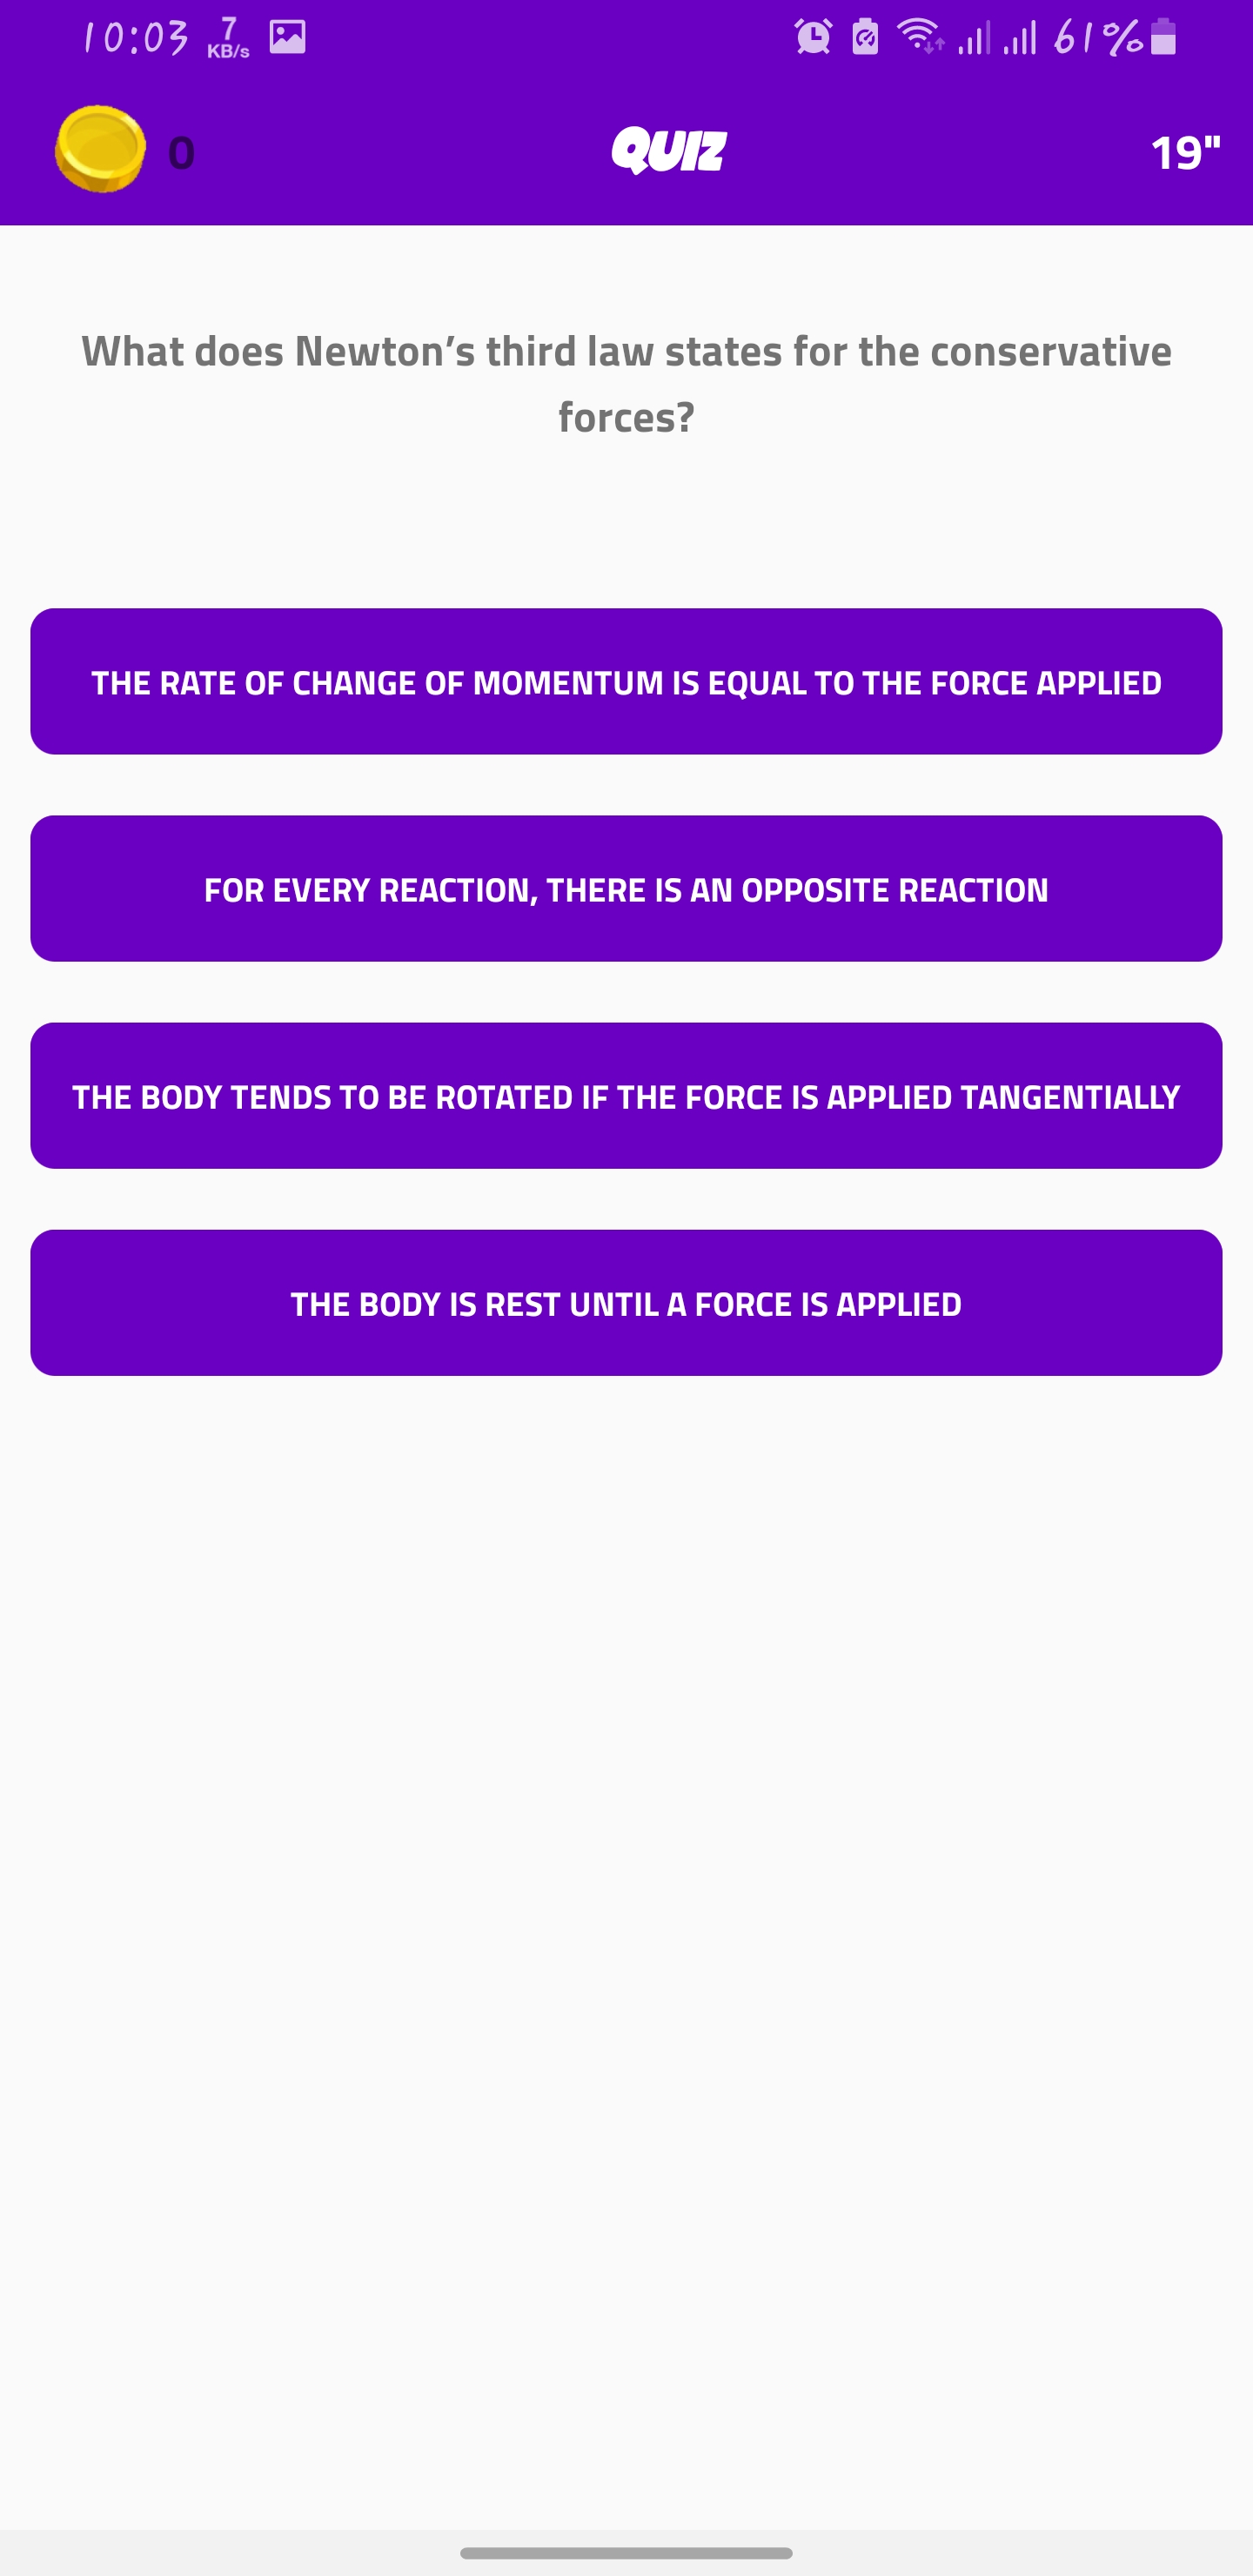 10:03 7 KB/s 61%
0 QUIZ 19"
What does Newton’s third law states for the conservative
forces?
THE RATE OF CHANGE OF MOMENTUM IS EQUAL TO THE FORCE APPLIED
FOR EVERY REACTION, THERE IS AN OPPOSITE REACTION
THE BODY TENDS TO BE ROTATED IF THE FORCE IS APPLIED TANGENTIALLY
THE BODY IS REST UNTIL A FORCE IS APPLIED